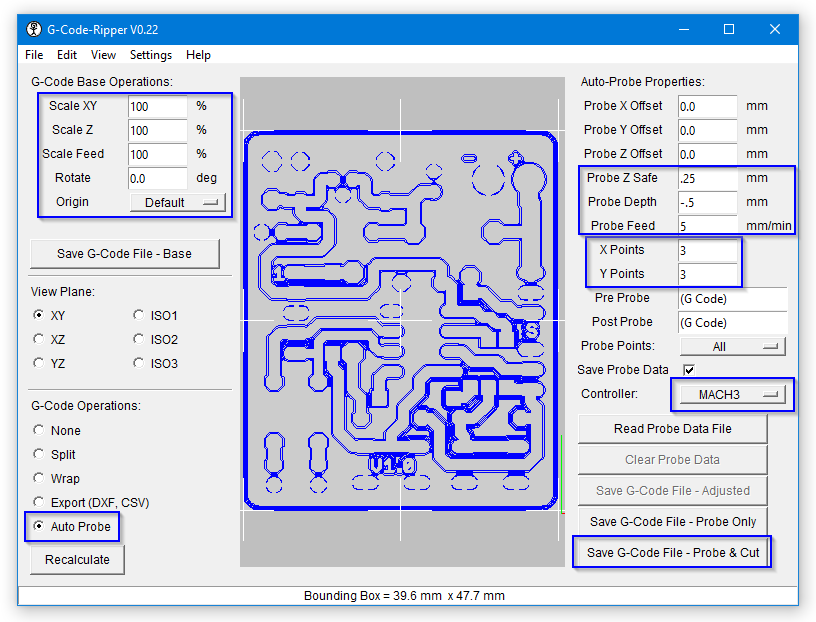 G-Code-Ripper V0.22
File Edit View Settings Help
G-Code Base Operations:
Scale XY 100 %
Scale Z 100 %
Scale Feed 100 %
Rotate 0.0 deg
Origin Default
Save G-Code File - Base
View Plane:
XY ISO1
XZ ISO2
YZ ISO3
G-Code Operations:
None
Split
Wrap
Export (DXF, CSV)
Auto Probe
Recalculate
1
S
V1.0
Auto-Probe Properties:
Probe X Offset 0.0 mm
Probe Y Offset 0.0 mm
Probe Z Offset 0.0 mm
Probe Z Safe .25 mm
Probe Depth -.5 mm
Probe Feed 5 mm/min
X Points 3
Y Points 3
Pre Probe (G Code)
Post Probe (G Code)
Probe Points: All
Save Probe Data
Controller: MACH3
Read Probe Data File
Clear Probe Data
Save G-Code File - Adjusted
Save G-Code File - Probe Only
Save G-Code File - Probe & Cut
Bounding Box = 39.6 mm x 47.7 mm